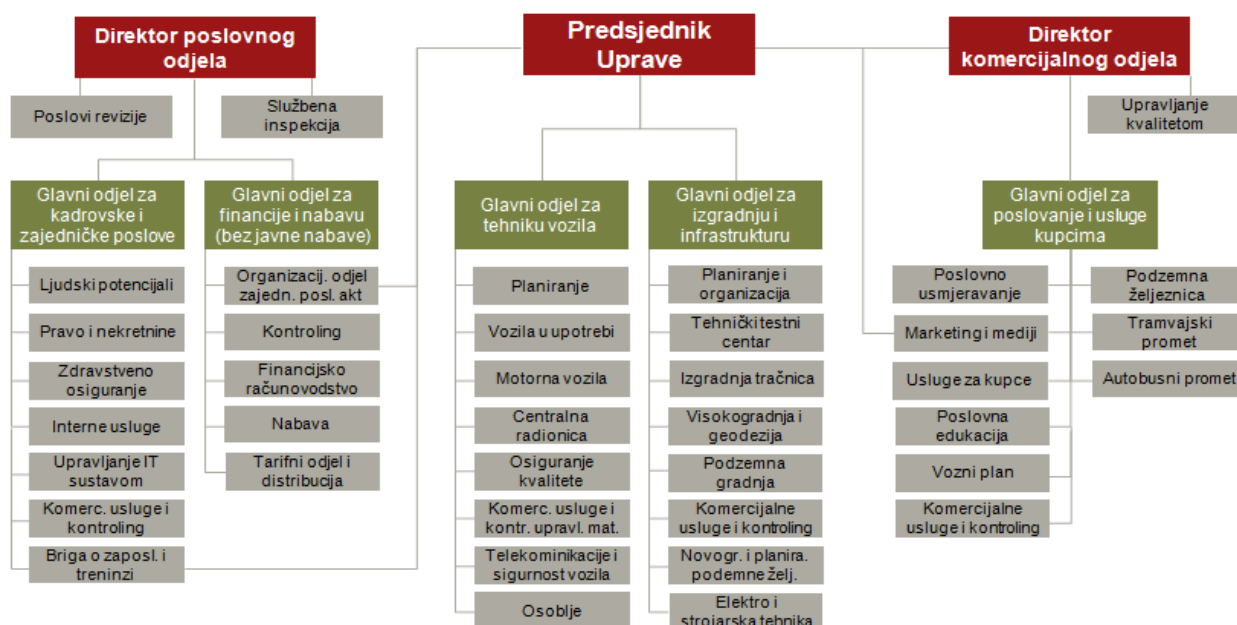 Direktor poslovnog
odjela
Predsjednik
Uprave
Direktor
komercijalnog odjela
Poslovi revizije
Službena
inspekcija
Upravljanje
kvalitetom
Glavni odjel za
kadrovske i
zajedničke poslove
Glavni odjel za
financije i nabavu
(bez javne nabave)
Glavni odjel za
tehniku vozila
Glavni odjel za
izgradnju i
infrastrukturu
Glavni odjel za
poslovanje i usluge
kupcima
Ljudski potencijali
Pravo i nekretnine
Zdravstveno
osiguranje
Interne usluge
Upravljanje IT
sustavom
Komerc. usluge i
kontroling
Briga o zaposl. i
treninzi
Organizacij. odjel
zajedn. posl. akt
Kontroling
Financijsko
računovodstvo
Nabava
Tarifni odjel i
distribucija
Planiranje
Vozila u upotrebi
Motorna vozila
Centralna
radionica
Osiguranje
kvalitete
Komerc. usluge i
kontr. upravl. mat.
Telekominikacije i
sigurnost vozila
Osoblje
Planiranje i
organizacija
Tehnički testni
centar
Izgradnja tračnica
Visokogradnja i
geodezija
Podzemna
gradnja
Komercijalne
usluge i kontroling
Novogr. i planira.
podemne želj.
Elektro i
strojarska tehnika
Poslovno
usmjeravanje
Marketing i mediji
Usluge za kupce
Poslovna
edukacija
Vozni plan
Komercijalne
usluge i kontroling
Podzemna
željeznica
Tramvajski
promet
Autobusni promet